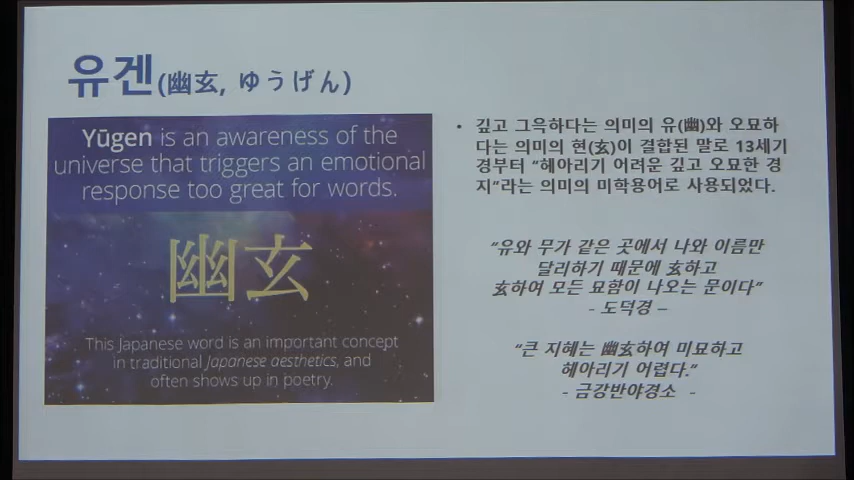 유겐(幽玄, ゆうげん)
Yūgen is an awareness of the
universe that triggers an emotional
response too great for words.
幽玄
This Japanese word is an important concept
in traditional Japanese aesthetics, and
often shows up in poetry.
• 깊고 그윽하다는 의미의 유(幽)와 오묘하
다는 의미의 현(玄)이 결합된 말로 13세기
경부터 “헤아리기 어려운 깊고 오묘한 경
지”라는 의미의 미학용어로 사용되었다.
“유와 무가 같은 곳에서 나와 이름만
달리하기 때문에 玄하고
玄하여 모든 묘함이 나오는 문이다”
- 도덕경 –
“큰 지혜는 幽玄하여 미묘하고
헤아리기 어렵다.”
- 금강반야경소 -